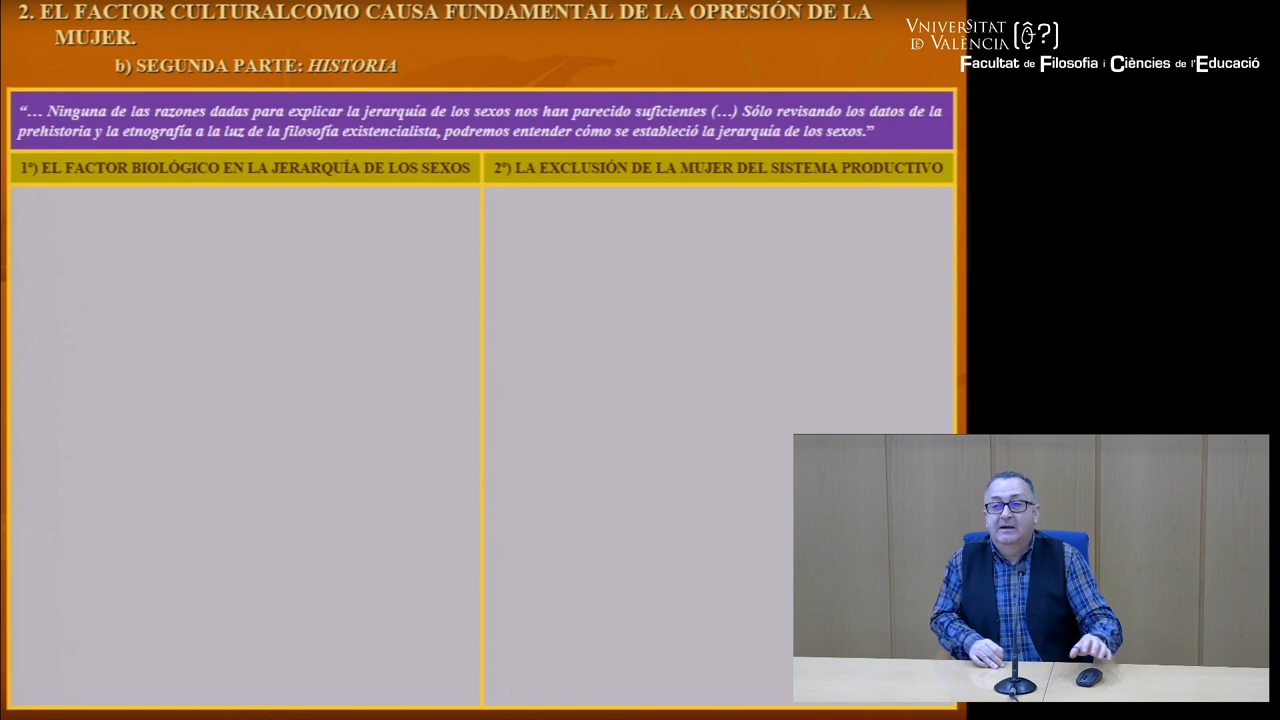 2. EL FACTOR CULTURALCOMO CAUSA FUNDAMENTAL DE LA OPRESIÓN DE LA
MUJER.
b) SEGUNDA PARTE: HISTORIA
VNIVERSITAT
DE VALÈNCIA
Facultat de Filosofia i Ciències de l'Educació
“… Ninguna de las razones dadas para explicar la jerarquía de los sexos nos han parecido suficientes (…) Sólo revisando los datos de la
prehistoria y la etnografía a la luz de la filosofía existencialista, podremos entender cómo se estableció la jerarquía de los sexos.”
1º) EL FACTOR BIOLÓGICO EN LA JERARQUÍA DE LOS SEXOS
2º) LA EXCLUSIÓN DE LA MUJER DEL SISTEMA PRODUCTIVO